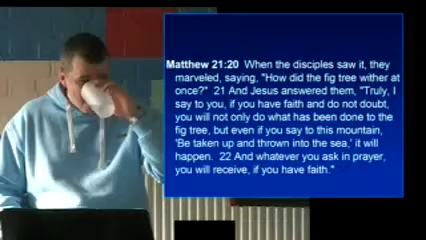 Matthew 21:20 When the disciples saw it, they
marveled, saying, "How did the fig tree wither at
once?" 21 And Jesus answered them, "Truly, I
say to you, if you have faith and do not doubt,
you will not only do what has been done to the
fig tree, but even if you say to this mountain,
'Be taken up and thrown into the sea,' it will
happen. 22 And whatever you ask in prayer,
you will receive, if you have faith."